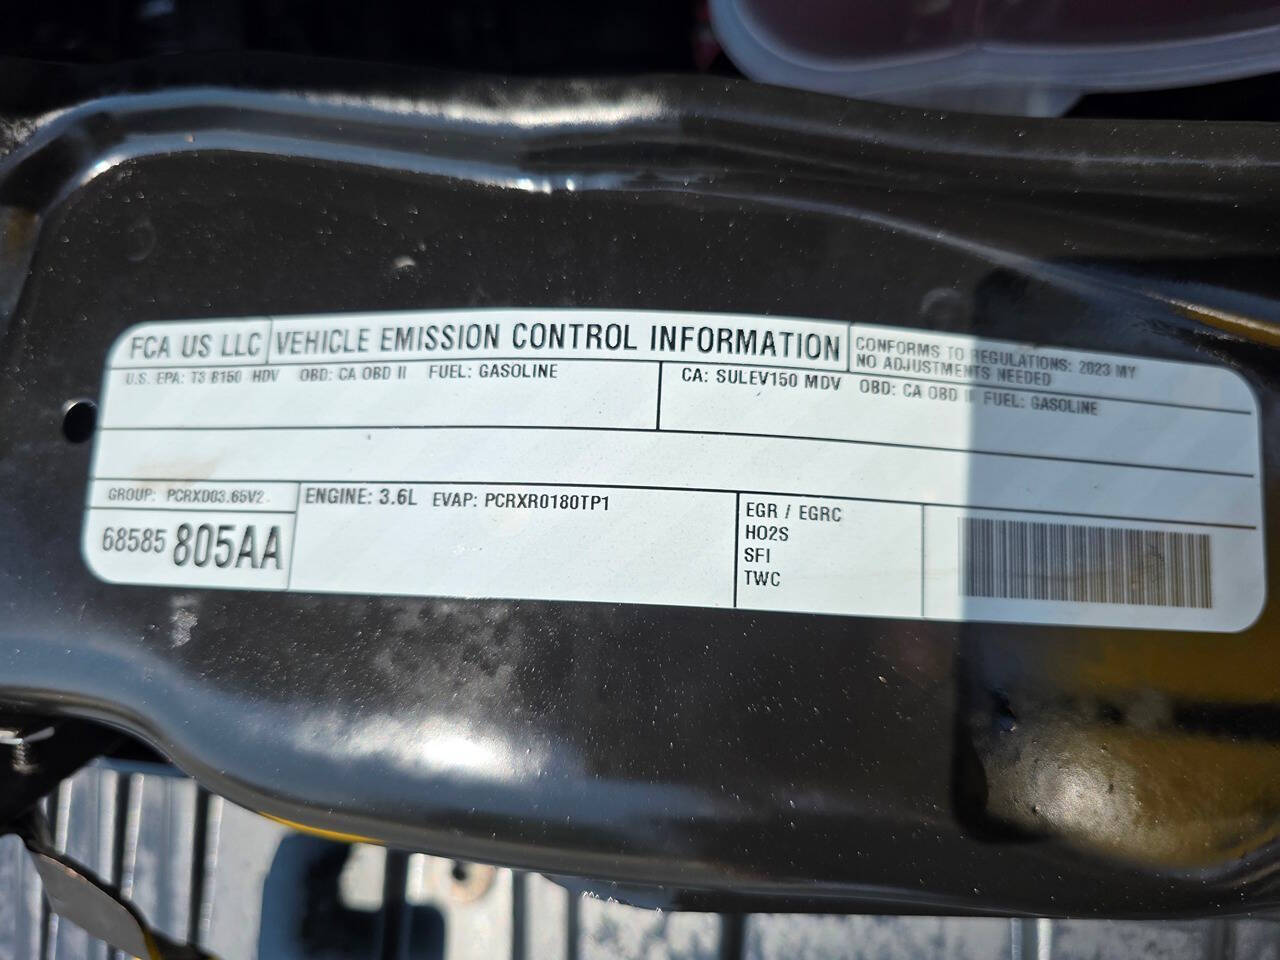 FCA US LLC
VEHICLE EMISSION CONTROL INFORMATION
CONFORMS TO REGULATIONS: 2023 MY
NO ADJUSTMENTS NEEDED
U.S. EPA: T3 B150 HDV OBD: CA OBD II FUEL: GASOLINE
CA: SULEV150 MDV OBD: CA OBD II FUEL: GASOLINE
GROUP: PCRXD03.65V2
ENGINE: 3.6L EVAP: PCRXR0180TP1
68585 805AA
EGR / EGRC
HO2S
SFI
TWC